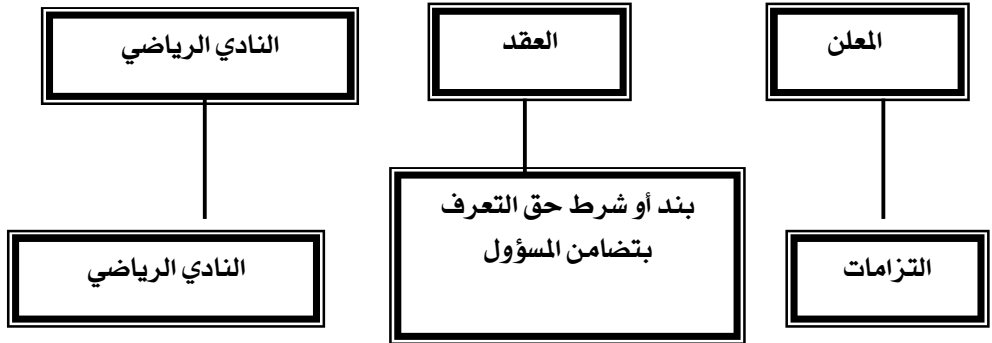 المعلن
العقد
النادي الرياضي
التزامات
بند أو شرط حق التعرف
بتضامن المسؤول
النادي الرياضي